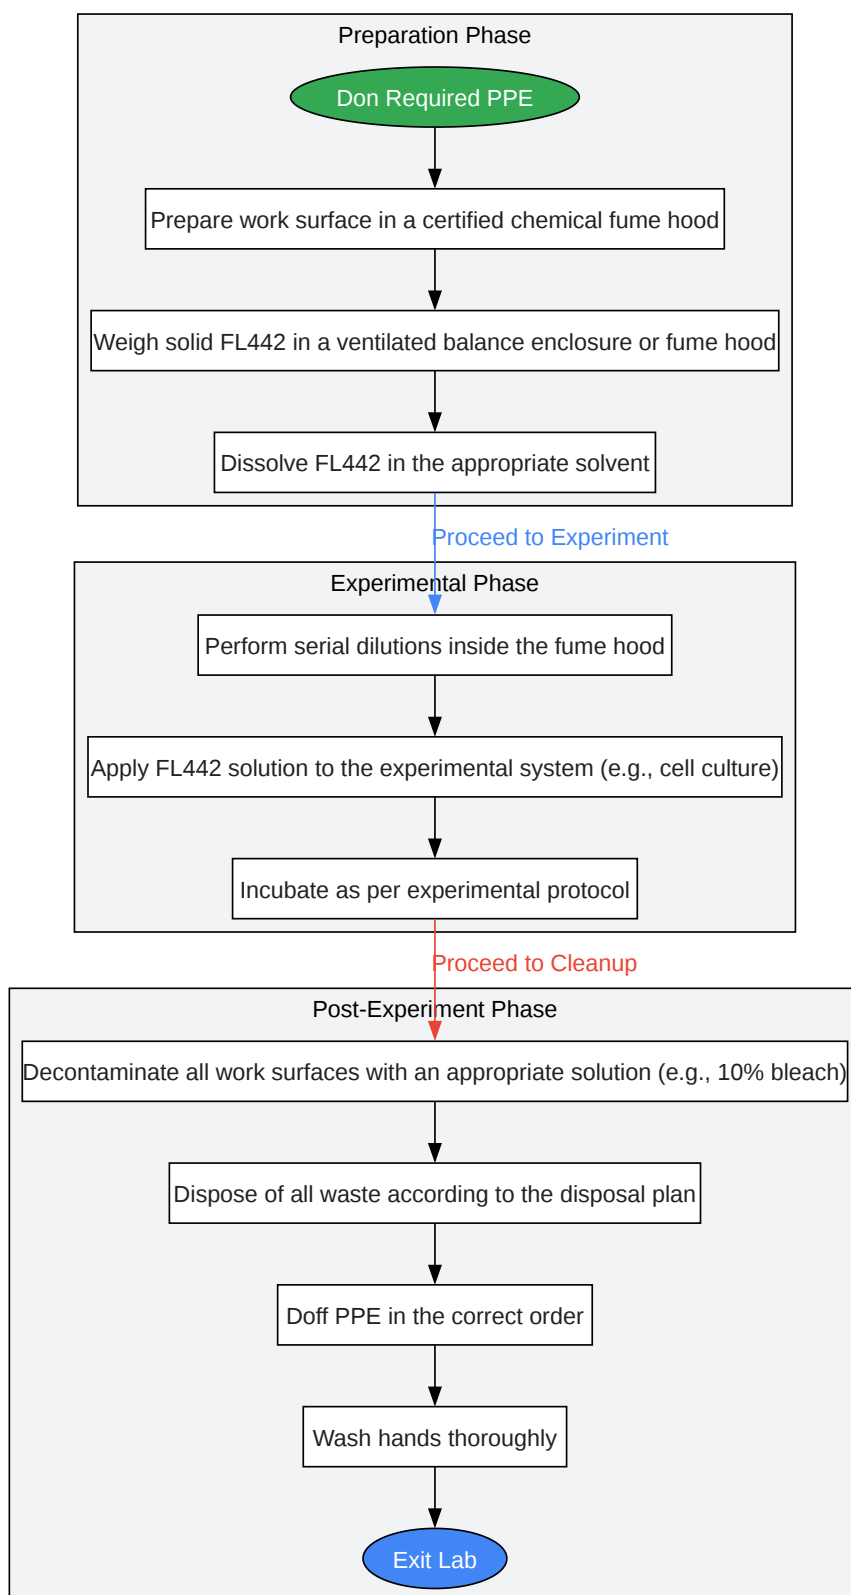 Preparation Phase
Don Required PPE
Prepare work surface in a certified chemical fume hood
Weigh solid FL442 in a ventilated balance enclosure or fume hood
Dissolve FL442 in the appropriate solvent
Proceed to Experiment
Experimental Phase
Perform serial dilutions inside the fume hood
Apply FL442 solution to the experimental system (e.g., cell culture)
Incubate as per experimental protocol
Proceed to Cleanup
Post-Experiment Phase
Decontaminate all work surfaces with an appropriate solution (e.g., 10% bleach)
Dispose of all waste according to the disposal plan
Doff PPE in the correct order
Wash hands thoroughly
Exit Lab